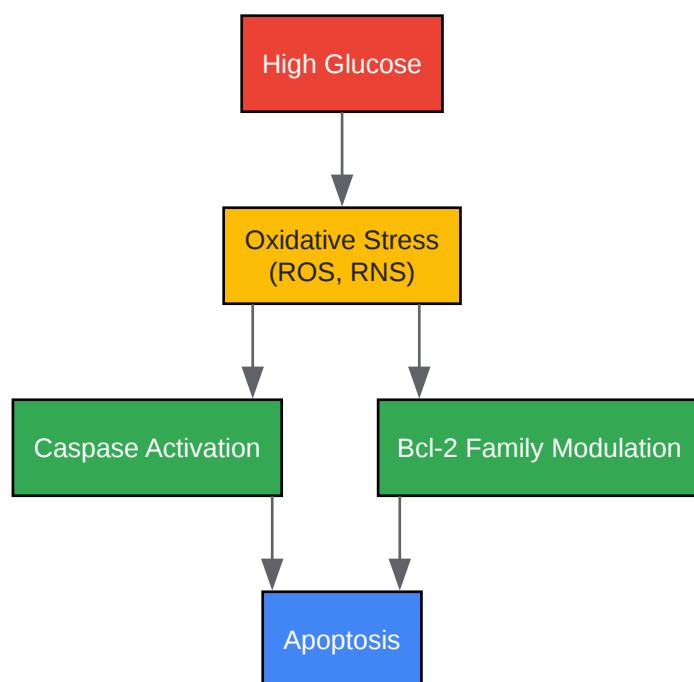 High Glucose
Oxidative Stress
(ROS, RNS)
Caspase Activation
Bcl-2 Family Modulation
Apoptosis